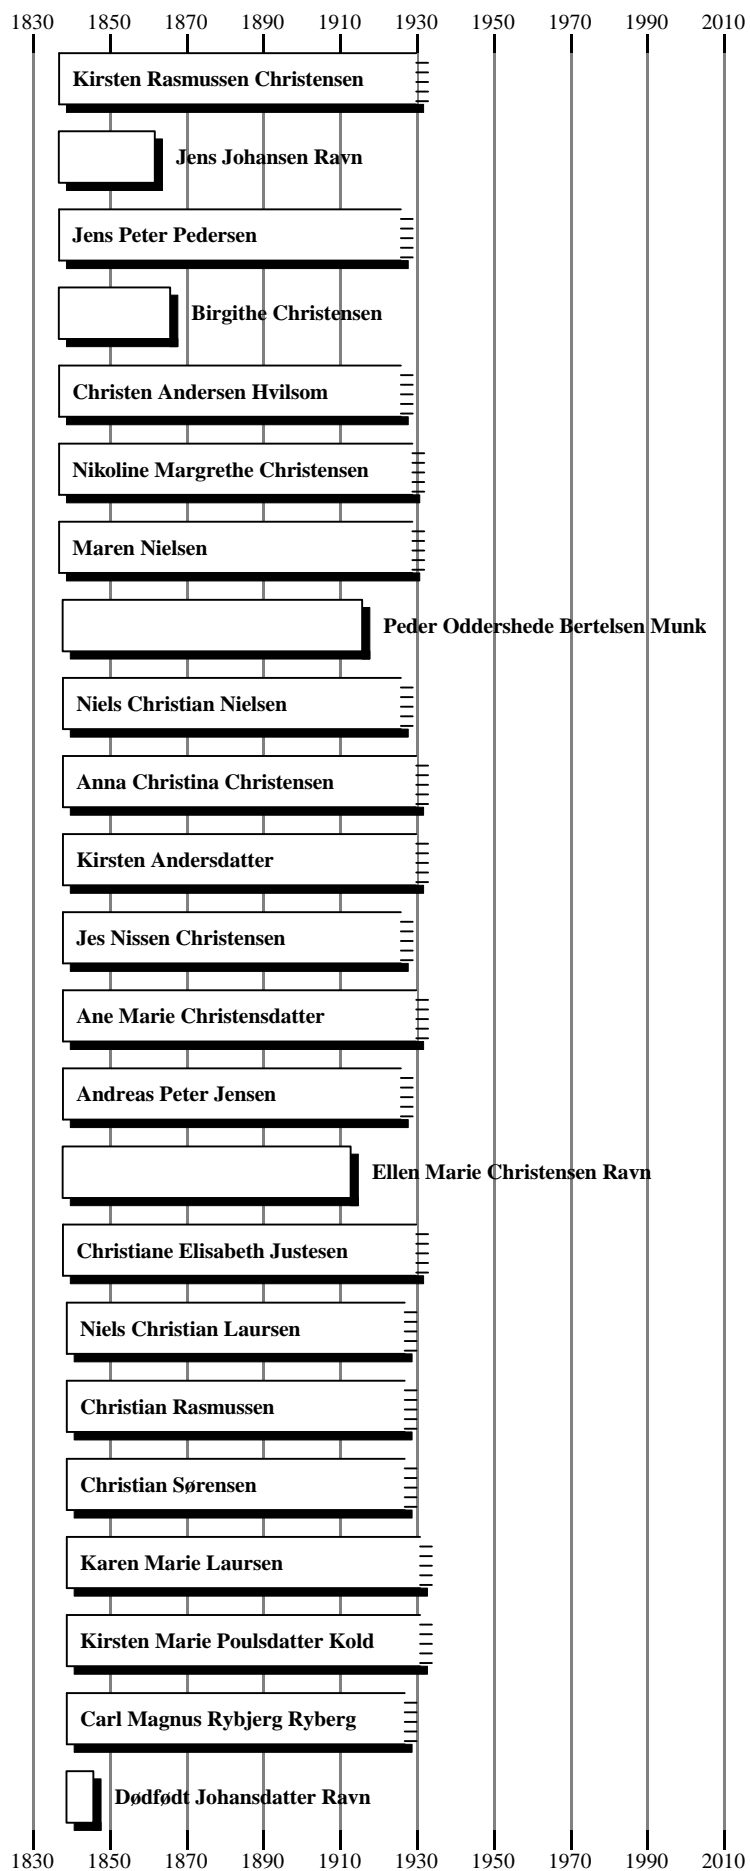 1830 1850 1870 1890 1910 1930 1950 1970 1990 2010
Kirsten Rasmussen Christensen
Jens Johansen Ravn
Jens Peter Pedersen
Birgithe Christensen
Christen Andersen Hvilsom
Nikoline Margrethe Christensen
Maren Nielsen
Peder Oddershede Bertelsen Munk
Niels Christian Nielsen
Anna Christina Christensen
Kirsten Andersdatter
Jes Nissen Christensen
Ane Marie Christensdatter
Andreas Peter Jensen
Ellen Marie Christensen Ravn
Christiane Elisabeth Justesen
Niels Christian Laursen
Christian Rasmussen
Christian Sørensen
Karen Marie Laursen
Kirsten Marie Poulsdatter Kold
Carl Magnus Rybjerg Ryberg
Dødfødt Johansdatter Ravn
1830 1850 1870 1890 1910 1930 1950 1970 1990 2010